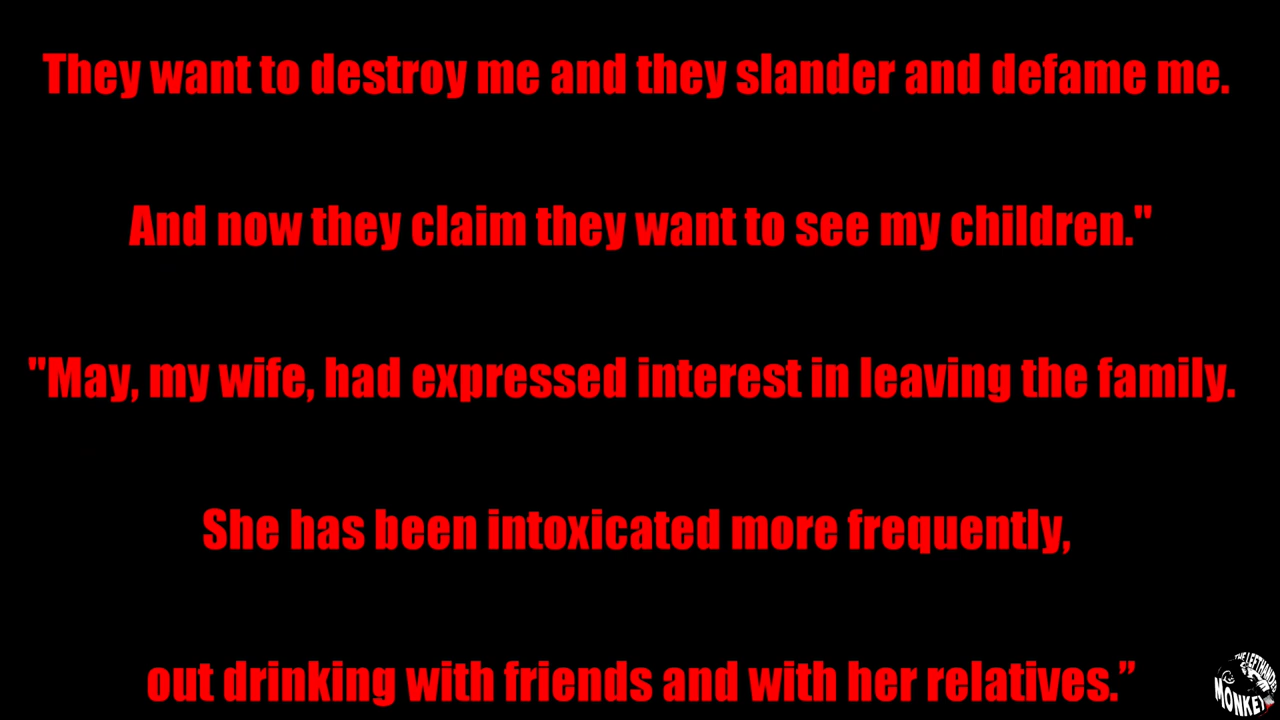 They want to destroy me and they slander and defame me.
And now they claim they want to see my children."
"May, my wife, had expressed interest in leaving the family.
She has been intoxicated more frequently,
out drinking with friends and with her relatives.”
MONKEY